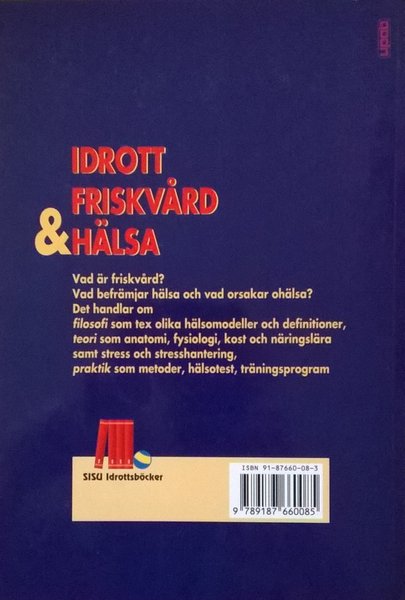 IDROTT
FRISKVÅRD
& HÄLSA
Vad är friskvård?
Vad befrämjar hälsa och vad orsakar ohälsa?
Det handlar om
filosofi som tex olika hälsomodeller och definitioner,
teori som anatomi, fysiologi, kost och näringslära
samt stress och stresshantering,
praktik som metoder, hälsotest, träningsprogram
SISU Idrottsböcker
ISBN 91-87660-08-3
9 789187 660085